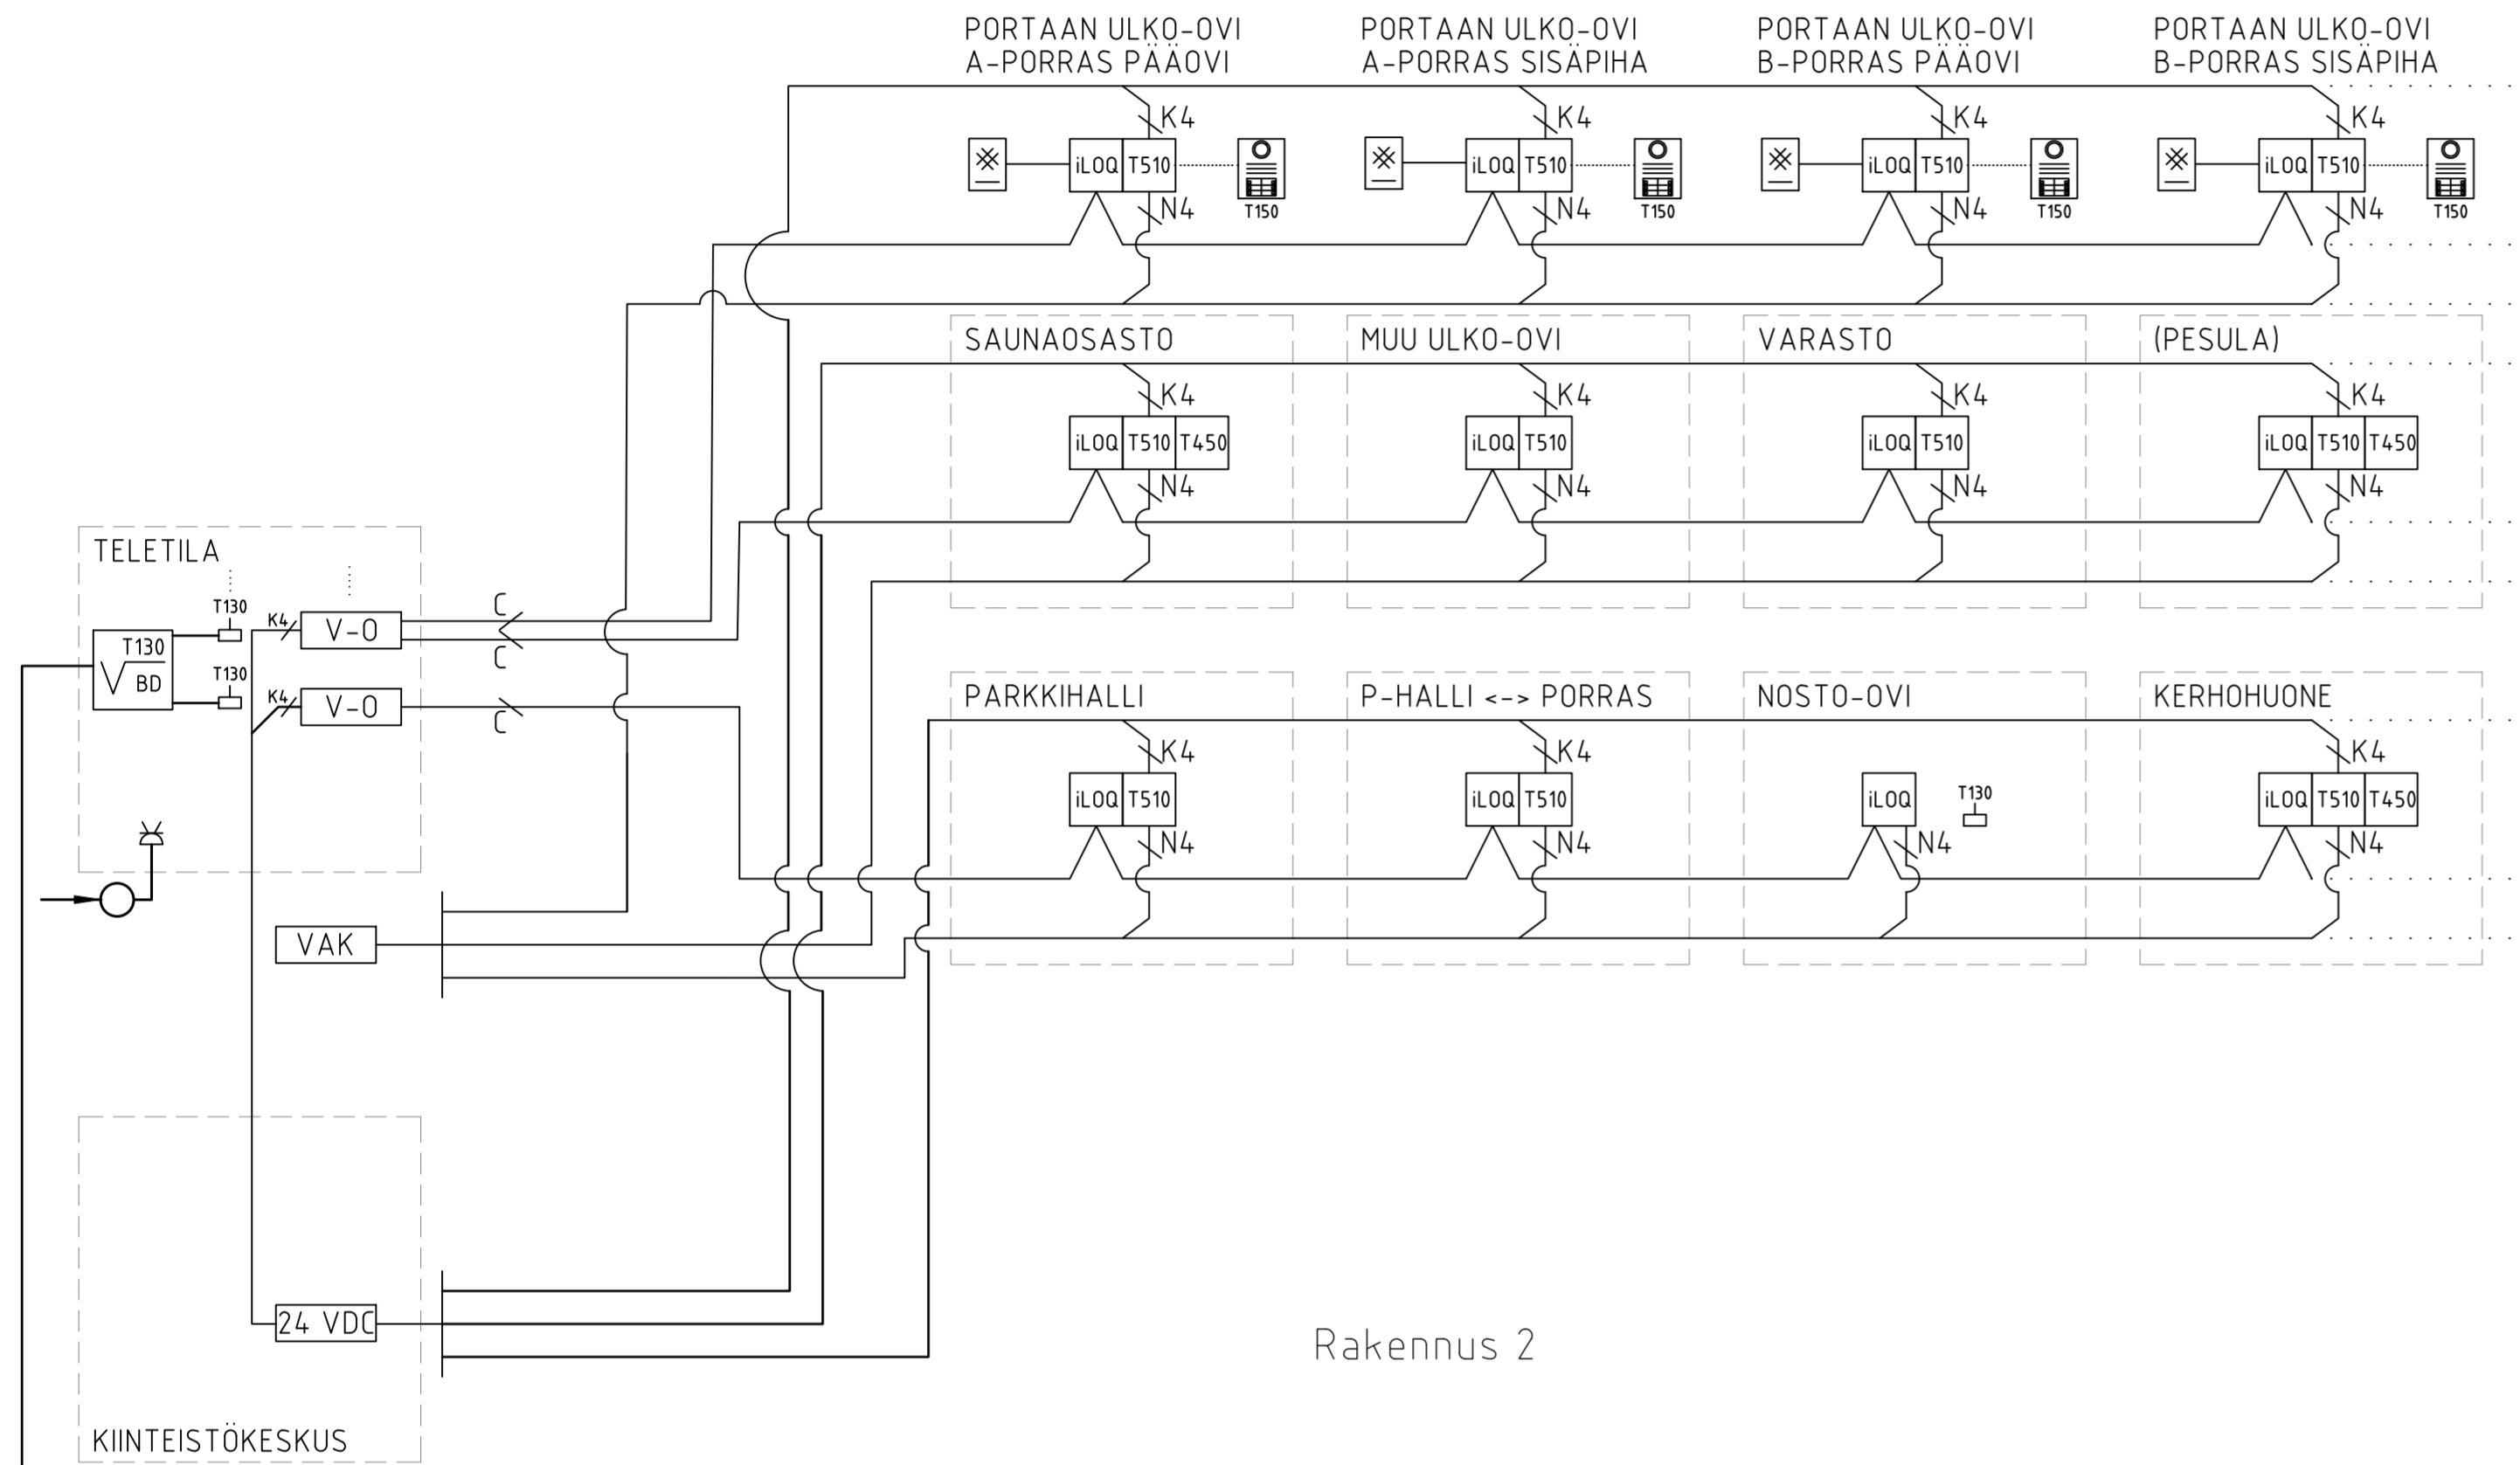 PORTAAN ULKO-OVI
A-PORRAS PÄÄOVI
PORTAAN ULKO-OVI
A-PORRAS SISÄPIHA
PORTAAN ULKO-OVI
B-PORRAS PÄÄOVI
PORTAAN ULKO-OVI
B-PORRAS SISÄPIHA
K4
K4
K4
K4
iLOQ T510
iLOQ T510
iLOQ T510
iLOQ T510
N4
T150
N4
T150
N4
T150
N4
T150
SAUNAOSASTO
MUU ULKO-OVI
VARASTO
(PESULA)
K4
K4
K4
K4
iLOQ T510 T450
iLOQ T510
iLOQ T510
iLOQ T510 T450
N4
N4
N4
N4
TELETILA
T130
K4
V-O
C
C
T130
BD
T130
K4
V-O
C
PARKKIHALLI
P-HALLI <-> PORRAS
NOSTO-OVI
KERHOHUONE
K4
K4
K4
iLOQ T510
iLOQ T510
iLOQ
T130
iLOQ T510 T450
N4
N4
N4
N4
VAK
24 VDC
Rakennus 2
KIINTEISTÖKESKUS